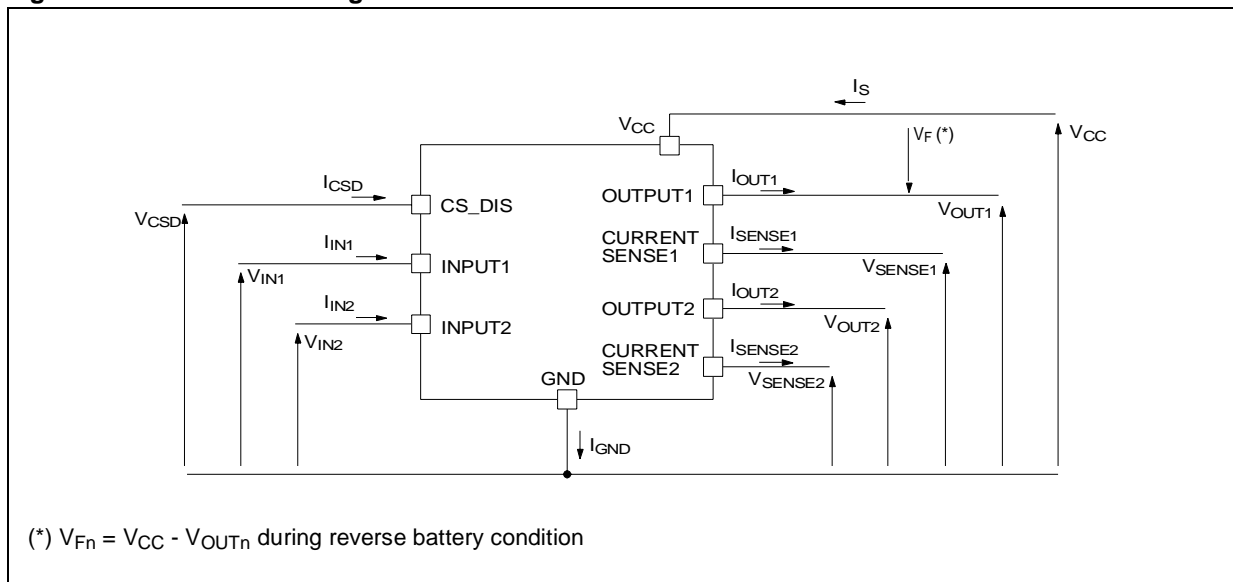 I_S
V_CC
V_F (*)
V_CC
I_CSD
CS_DIS
OUTPUT1
I_OUT1
V_CSD
V_OUT1
I_IN1
INPUT1
CURRENT
SENSE1
I_SENSE1
V_IN1
V_SENSE1
I_IN2
INPUT2
OUTPUT2
I_OUT2
V_IN2
V_OUT2
CURRENT
SENSE2
I_SENSE2
V_SENSE2
GND
I_GND
(*) V_Fn = V_CC - V_OUTn during reverse battery condition